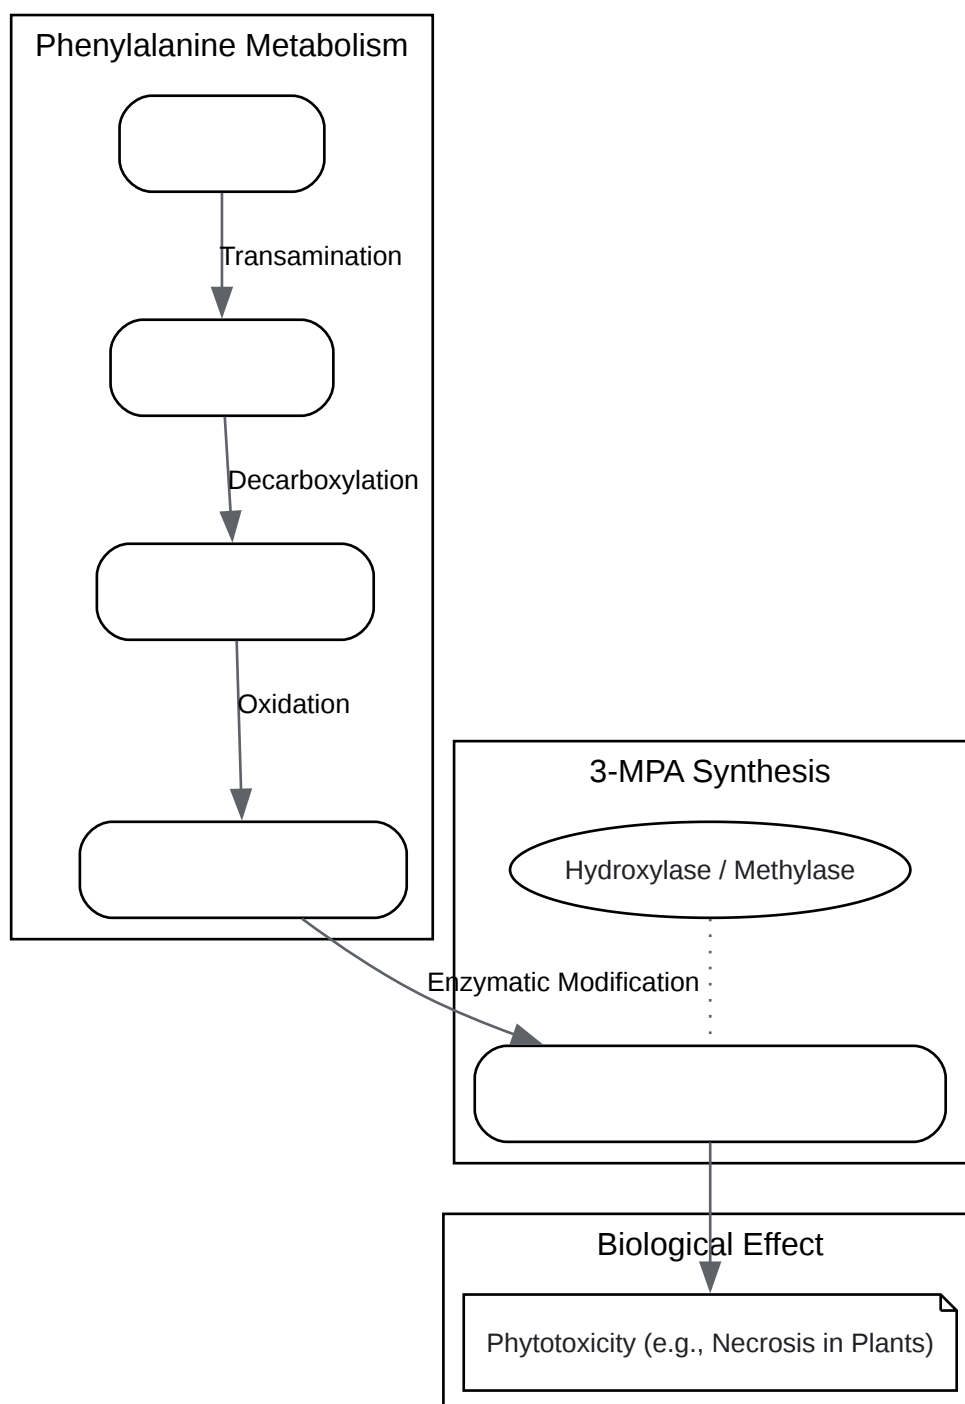 Phenylalanine Metabolism
Transamination
Decarboxylation
Oxidation
3-MPA Synthesis
Hydroxylase / Methylase
Enzymatic Modification
Biological Effect
Phytotoxicity (e.g., Necrosis in Plants)